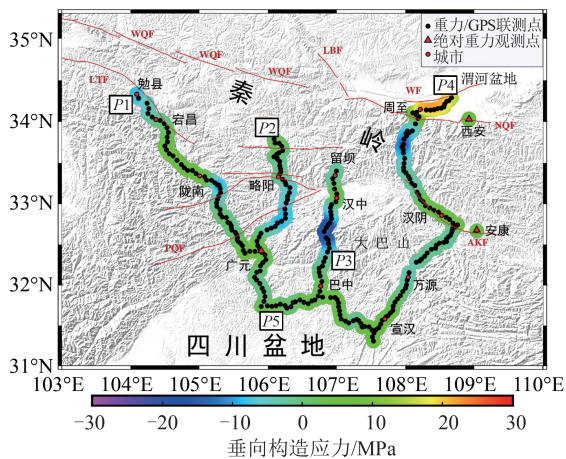 35°N
34°N
33°N
32°N
31°N
重力/GPS联测点
绝对重力观测点
城市
WQF
WQF
WQF
LBF
LTF
勉县
P1
宕昌
秦
岭
P2
P4
渭河盆地
WF
周至
西安
NQF
留坝
陇南
略阳
汉中
汉阴
安康
AKF
PQF
广元
大巴山
P3
巴中
万源
P5
宣汉
四川盆地
103°E
104°E
105°E
106°E
107°E
108°E
109°E
110°E
−30
−20
−10
0
10
20
30
垂向构造应力/MPa